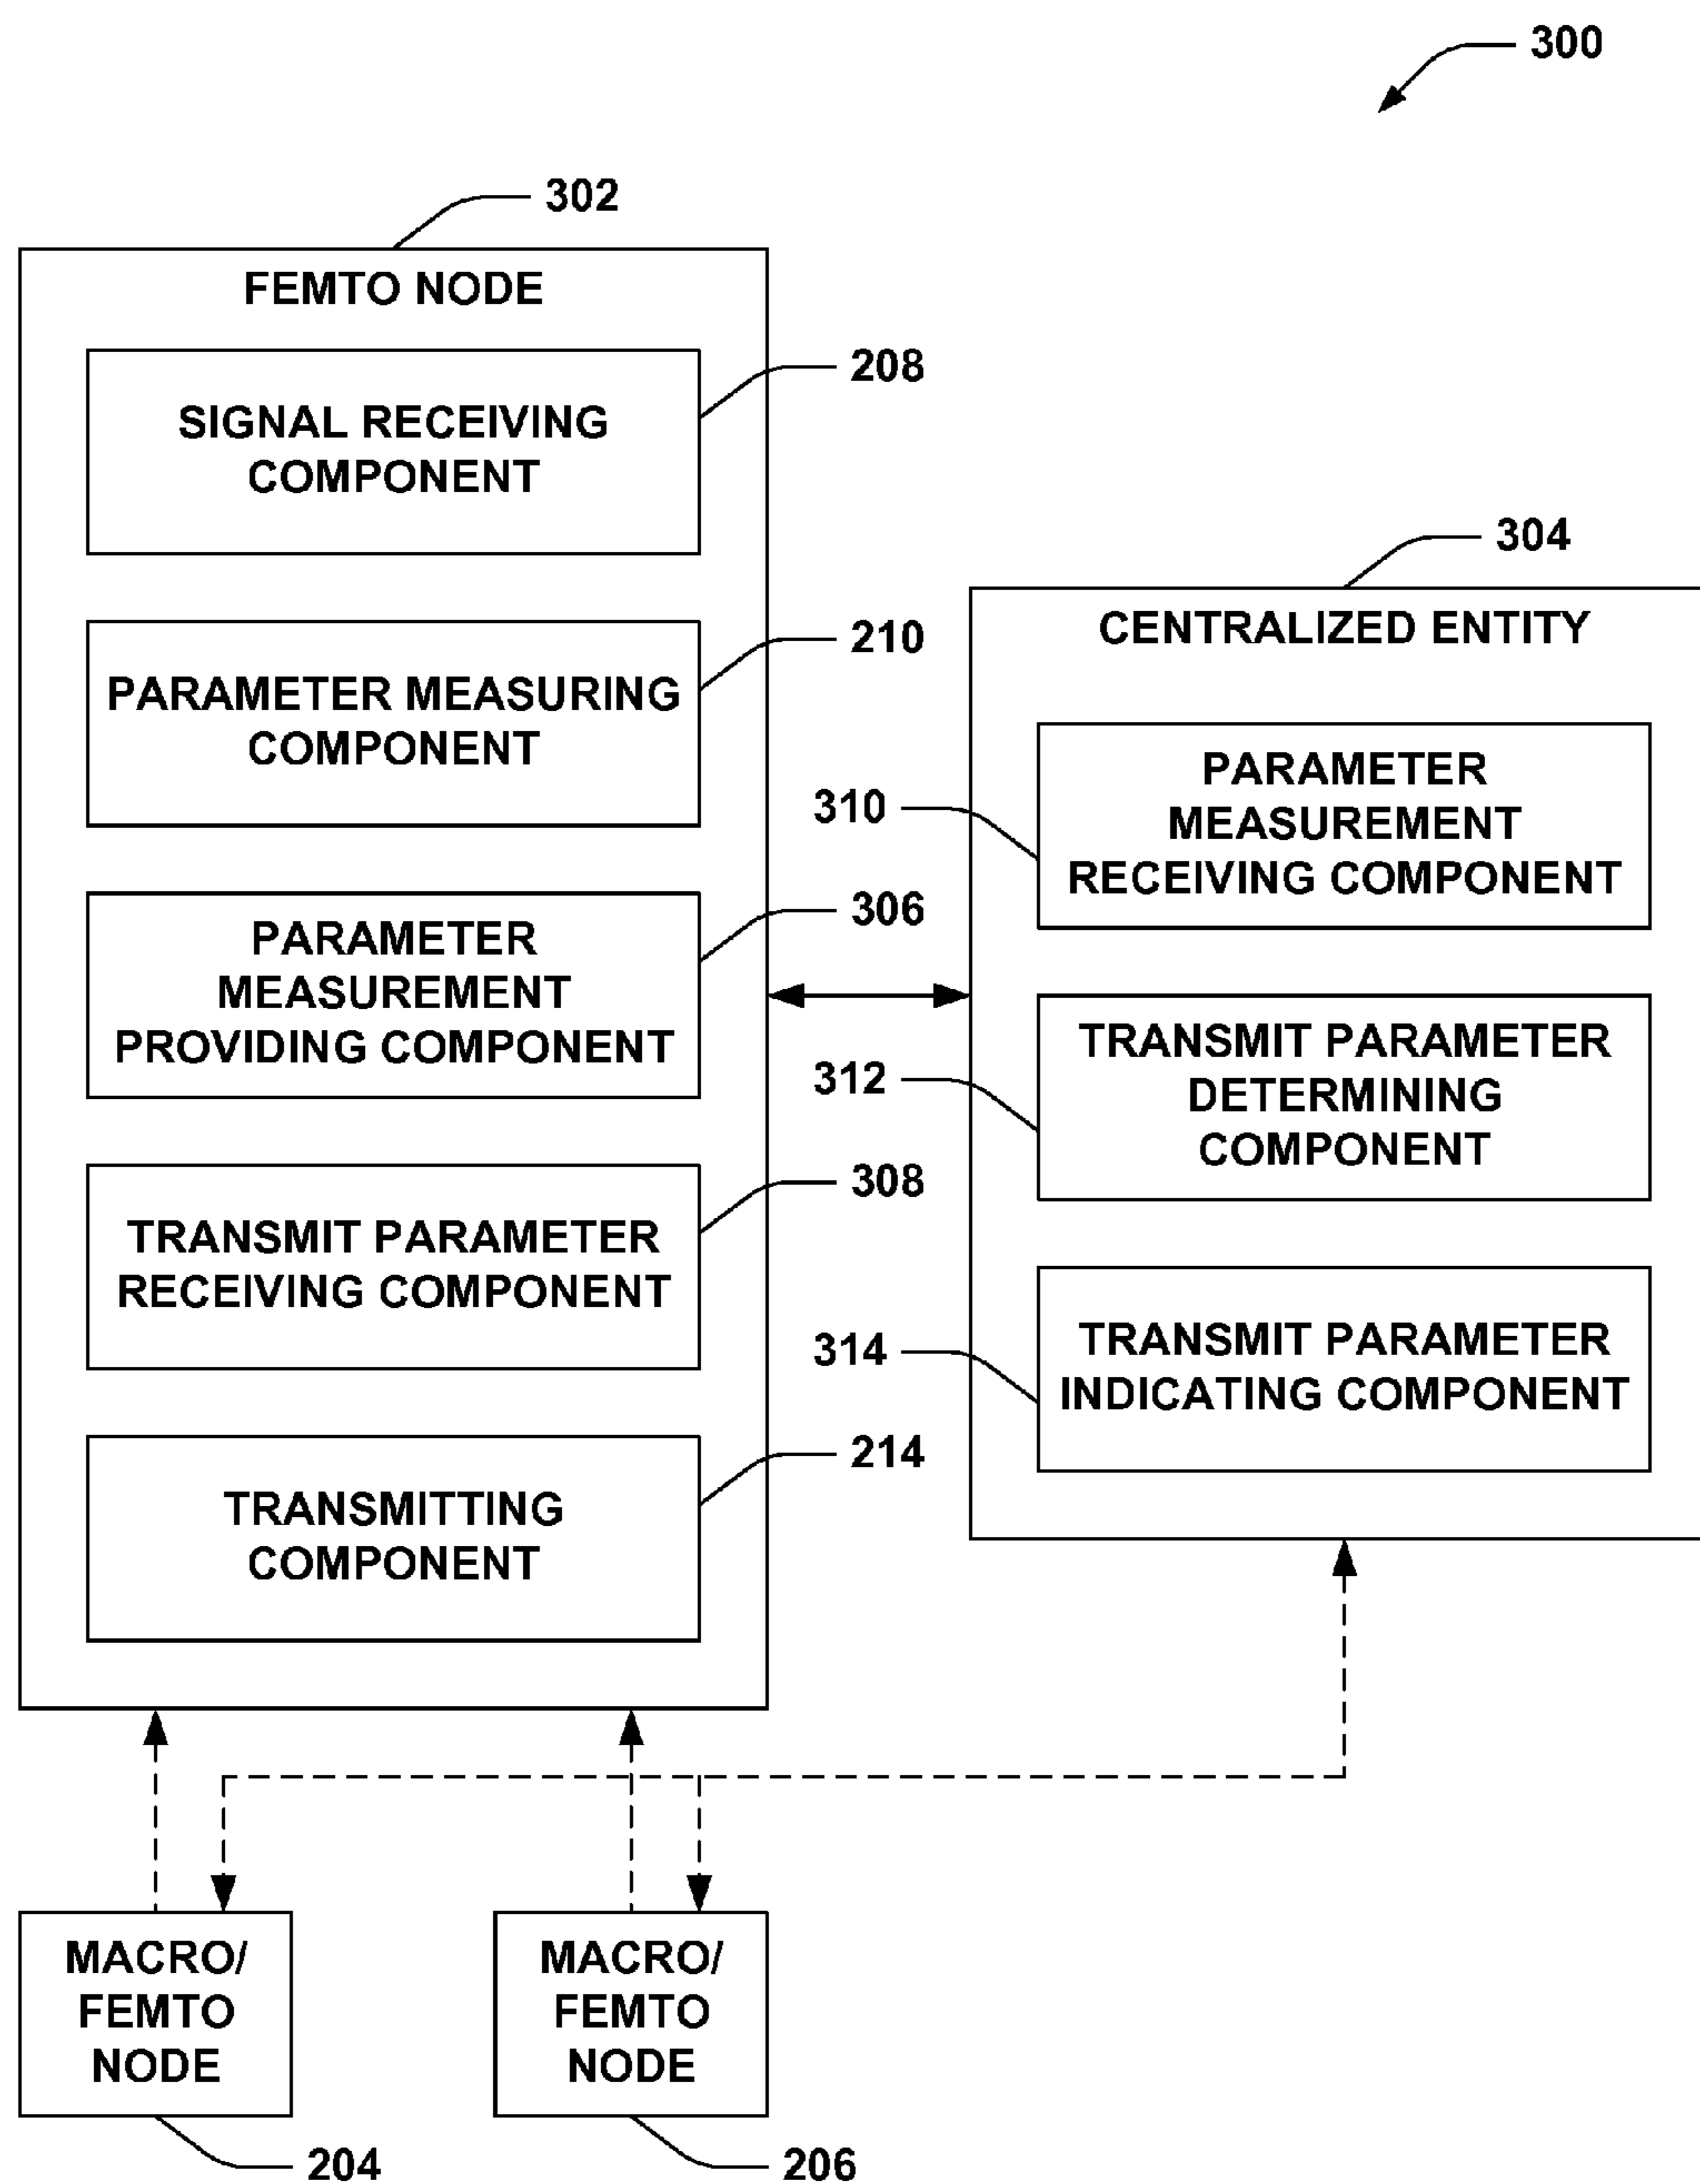 300
302
FEMTO NODE
208
SIGNAL RECEIVING
COMPONENT
210
PARAMETER MEASURING
COMPONENT
306
PARAMETER
MEASUREMENT
PROVIDING COMPONENT
308
TRANSMIT PARAMETER
RECEIVING COMPONENT
214
TRANSMITTING
COMPONENT
304
CENTRALIZED ENTITY
310
PARAMETER
MEASUREMENT
RECEIVING COMPONENT
312
TRANSMIT PARAMETER
DETERMINING
COMPONENT
314
TRANSMIT PARAMETER
INDICATING COMPONENT
MACRO/
FEMTO
NODE
204
MACRO/
FEMTO
NODE
206